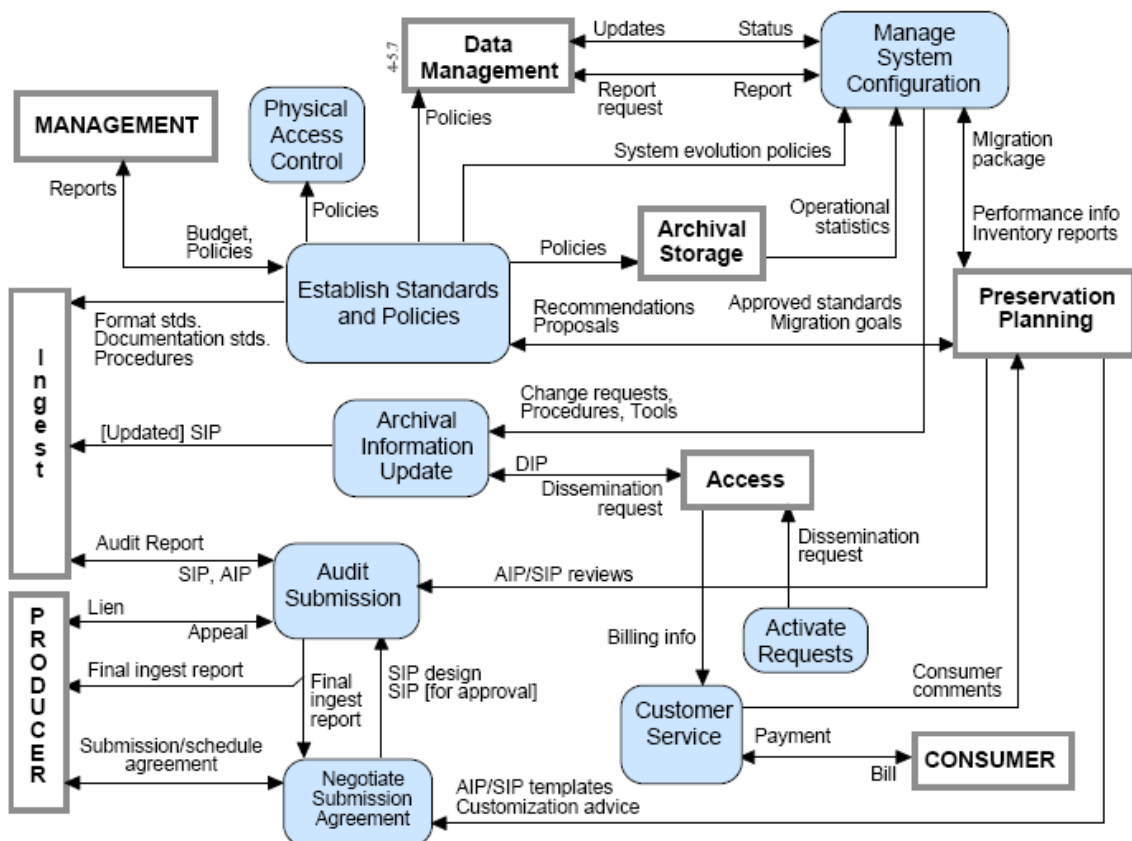 4-5.7
Data
Management
Updates
Status
Report
request
Report
Manage
System
Configuration
MANAGEMENT
Physical
Access
Control
Policies
Reports
Policies
System evolution policies
MIgration
package
Budget,
Policies
Policies
Archival
Storage
Operational
statistics
Performance info
Inventory reports
Establish Standards
and Policies
Recommendations
Proposals
Approved standards
Migration goals
Preservation
Planning
Ingest
Format stds.
Documentation stds.
Procedures
Change requests,
Procedures, Tools
[Updated] SIP
Archival
Information
Update
DIP
Dissemination
request
Access
Dissemination
request
Audit Report
SIP, AIP
Audit
Submission
AIP/SIP reviews
PRODUCER
Lien
Appeal
Billing info
Activate
Requests
Final ingest report
Final
ingest
report
SIP design
SIP [for approval]
Consumer
comments
Customer
Service
Submission/schedule
agreement
Payment
Bill
CONSUMER
Negotiate
Submission
Agreement
AIP/SIP templates
Customization advice